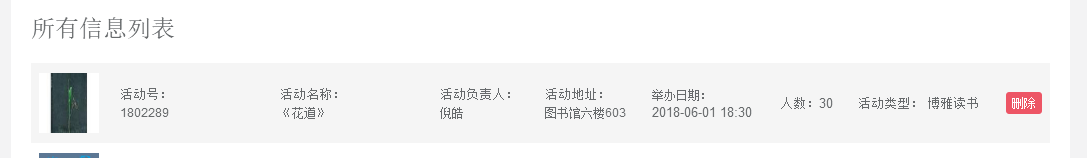 所有信息列表
活动号：
1802289
活动名称：
《花道》
活动负责人：
倪皓
活动地址：
图书馆六楼603
举办日期：
2018-06-01 18:30
人数：30
活动类型： 博雅读书
删除